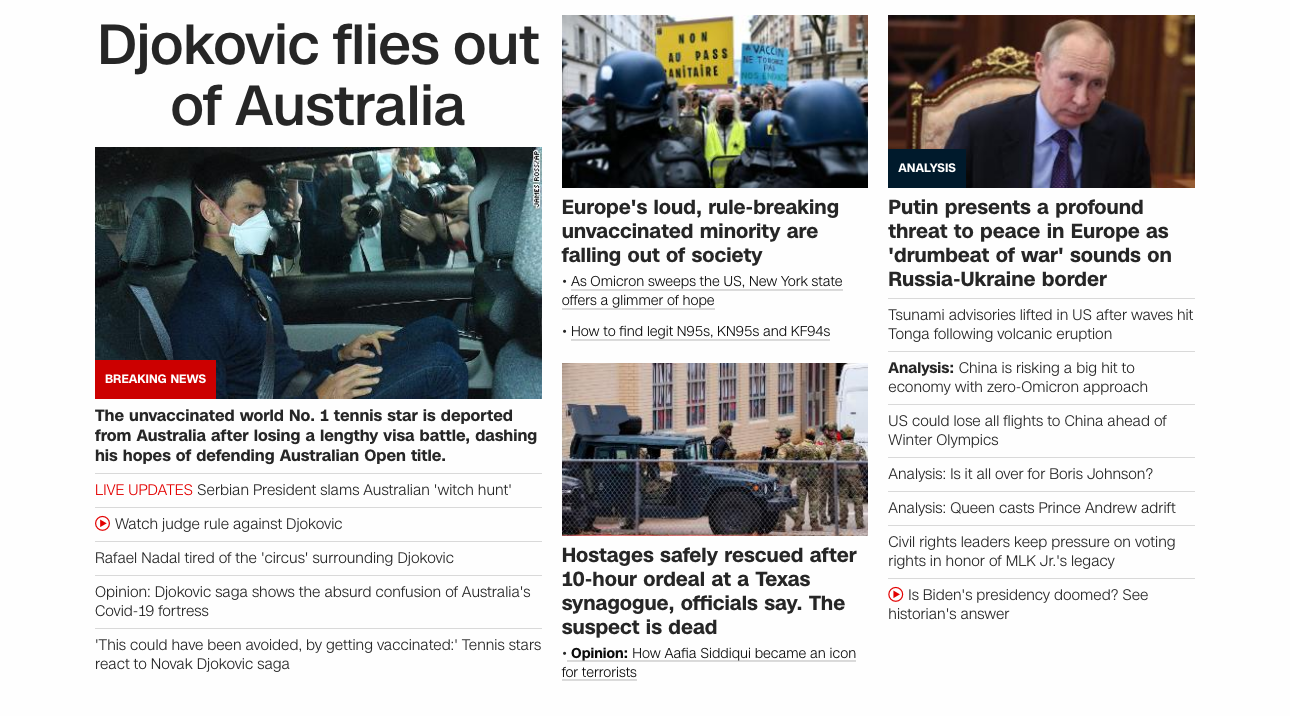 Djokovic flies out
of Australia
JAMES ROSS/AP
BREAKING NEWS
The unvaccinated world No. 1 tennis star is deported
from Australia after losing a lengthy visa battle, dashing
his hopes of defending Australian Open title.
LIVE UPDATES Serbian President slams Australian 'witch hunt'
Watch judge rule against Djokovic
Rafael Nadal tired of the 'circus' surrounding Djokovic
Opinion: Djokovic saga shows the absurd confusion of Australia's
Covid-19 fortress
'This could have been avoided, by getting vaccinated:' Tennis stars
react to Novak Djokovic saga
NON
AU PASS
SANITAIRE
VACCIN
NE
PAS
NOS
Europe's loud, rule-breaking
unvaccinated minority are
falling out of society
• As Omicron sweeps the US, New York state
offers a glimmer of hope
• How to find legit N95s, KN95s and KF94s
Hostages safely rescued after
10-hour ordeal at a Texas
synagogue, officials say. The
suspect is dead
• Opinion: How Aafia Siddiqui became an icon
for terrorists
ANALYSIS
Putin presents a profound
threat to peace in Europe as
'drumbeat of war' sounds on
Russia-Ukraine border
Tsunami advisories lifted in US after waves hit
Tonga following volcanic eruption
Analysis: China is risking a big hit to
economy with zero-Omicron approach
US could lose all flights to China ahead of
Winter Olympics
Analysis: Is it all over for Boris Johnson?
Analysis: Queen casts Prince Andrew adrift
Civil rights leaders keep pressure on voting
rights in honor of MLK Jr.'s legacy
Is Biden's presidency doomed? See
historian's answer